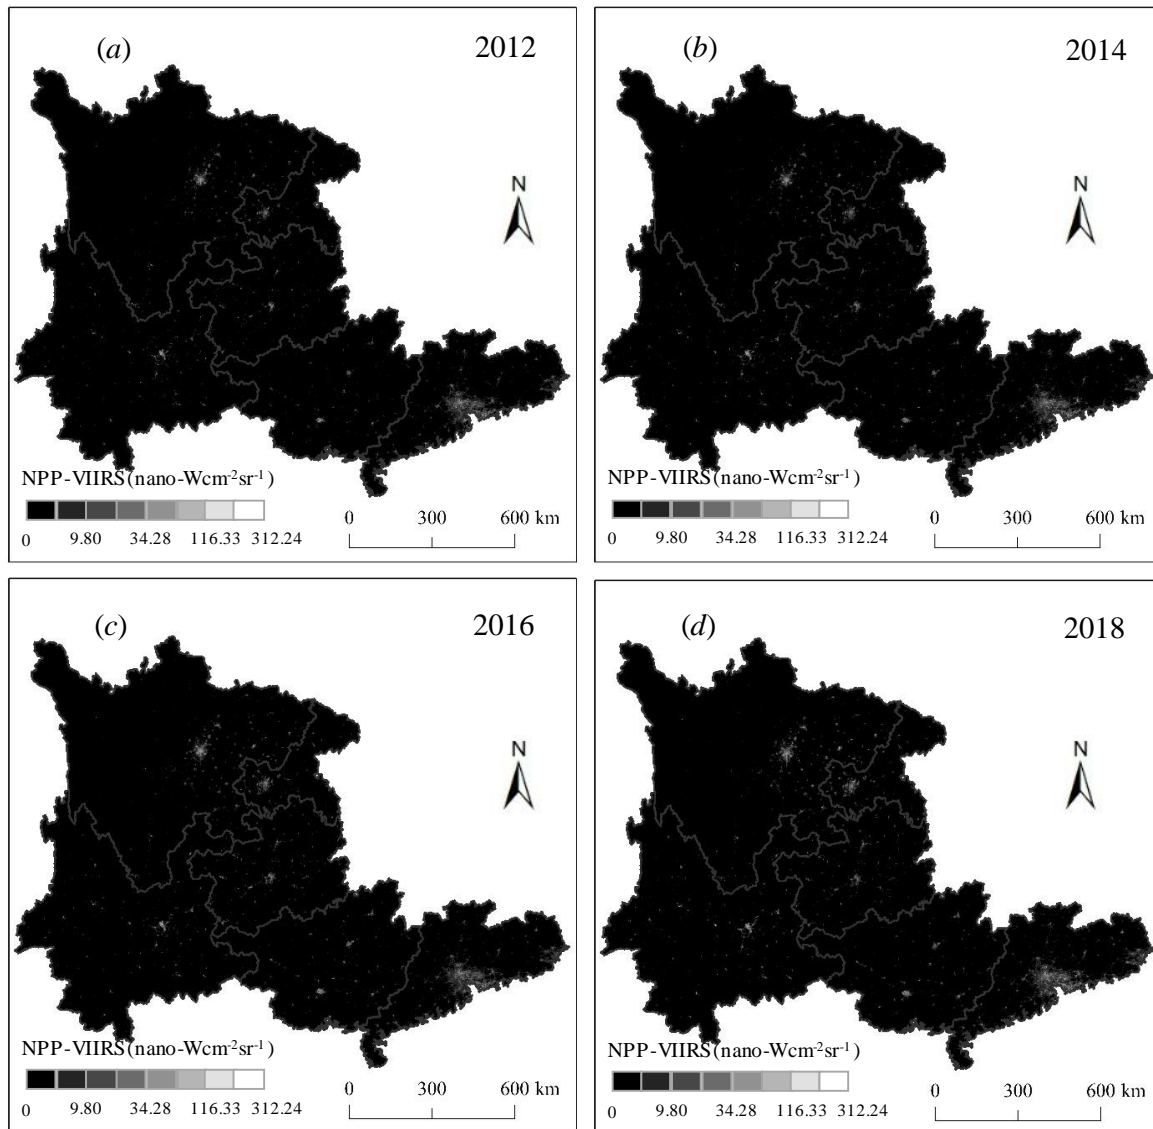 (a) 2012
N
NPP-VIIRS(nano-Wcm⁻²sr⁻¹)
0 9.80 34.28 116.33 312.24
0 300 600 km
(b) 2014
N
NPP-VIIRS(nano-Wcm⁻²sr⁻¹)
0 9.80 34.28 116.33 312.24
0 300 600 km
(c) 2016
N
NPP-VIIRS(nano-Wcm⁻²sr⁻¹)
0 9.80 34.28 116.33 312.24
0 300 600 km
(d) 2018
N
NPP-VIIRS(nano-Wcm⁻²sr⁻¹)
0 9.80 34.28 116.33 312.24
0 300 600 km